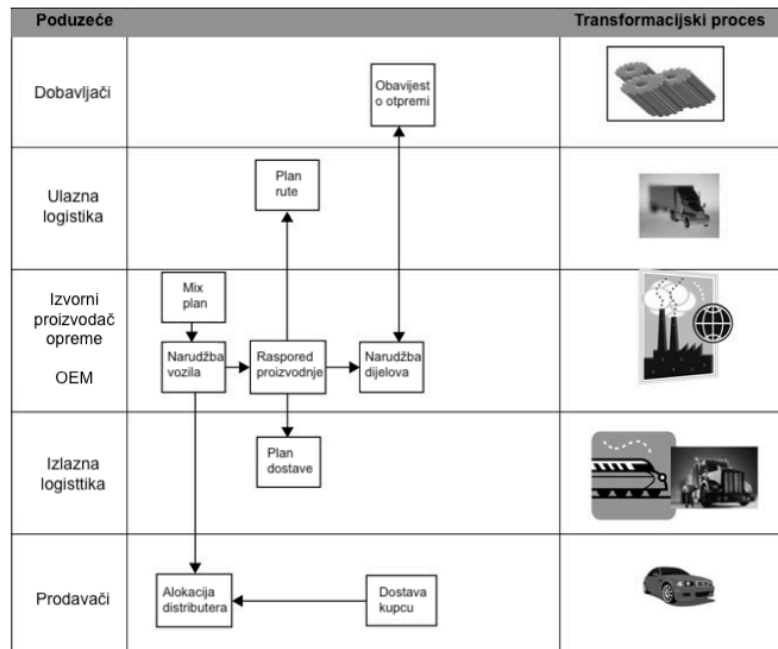 Poduzeće
Transformacijski proces
Dobavljači
Obavijest
o otpremi
Ulazna
logistika
Plan
rute
Izvorni
proizvođač
opreme
OEM
Mix
plan
Narudžba
vozila
Raspored
proizvodnje
Narudžba
dijelova
Izlazna
logisttika
Plan
dostave
Prodavači
Alokacija
distributera
Dostava
kupcu